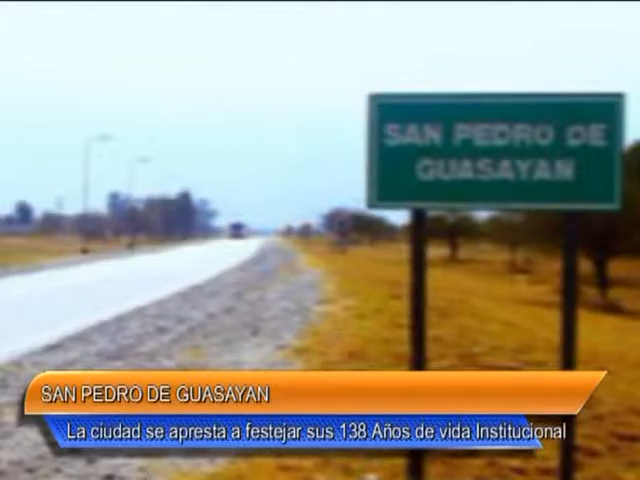 SAN PEDRO DE
GUASAYAN
SAN PEDRO DE GUASAYAN
La ciudad se apresta a festejar sus 138 Años de vida Institucional